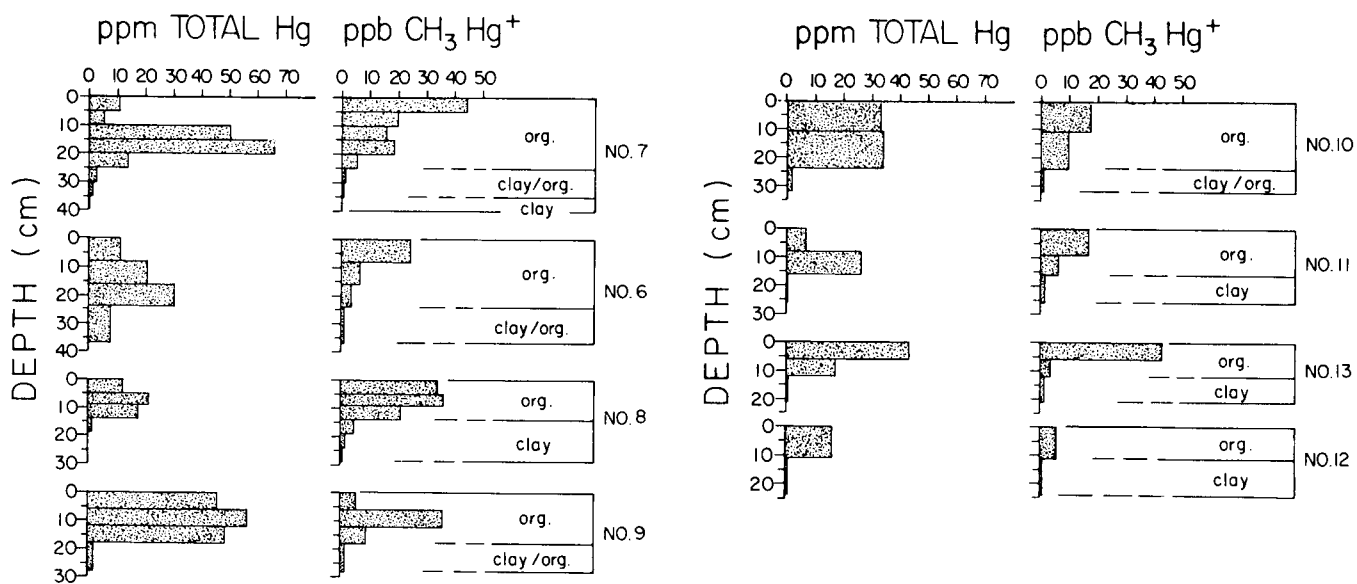 ppm TOTAL Hg
ppb CH₃ Hg⁺
0 10 20 30 40 50 60 70
0 10 20 30 40 50
DEPTH (cm)
0
10
20
30
40
org.
clay/org.
clay
NO. 7
0
10
20
30
40
org.
clay/org.
NO. 6
0
10
20
30
org.
clay
NO. 8
0
10
20
30
org.
clay/org.
NO. 9
ppm TOTAL Hg
ppb CH₃ Hg⁺
0 10 20 30 40 50 60 70
0 10 20 30 40 50
DEPTH (cm)
0
10
20
30
org.
clay/org.
NO. 10
0
10
20
30
org.
clay
NO. 11
0
10
20
org.
clay
NO. 13
0
10
20
org.
clay
NO. 12